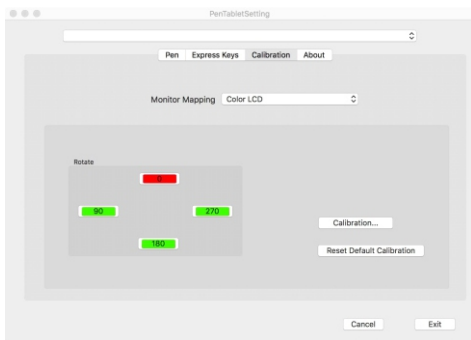 PenTabletSetting
Pen Express Keys Calibration About
Monitor Mapping Color LCD
Rotate
0
90 270
180
Calibration...
Reset Default Calibration
Cancel Exit